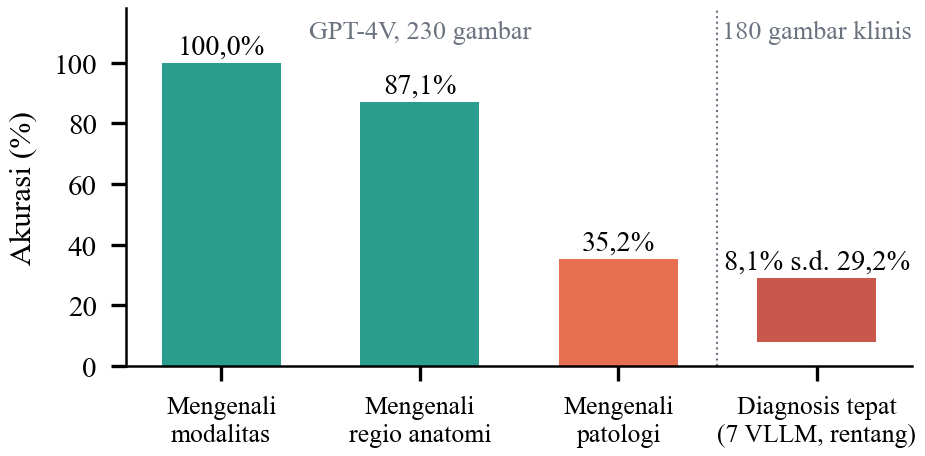 GPT-4V, 230 gambar
180 gambar klinis
100,0%
87,1%
35,2%
8,1% s.d. 29,2%
Akurasi (%)
100
80
60
40
20
0
Mengenali
modalitas
Mengenali
regio anatomi
Mengenali
patologi
Diagnosis tepat
(7 VLLM, rentang)